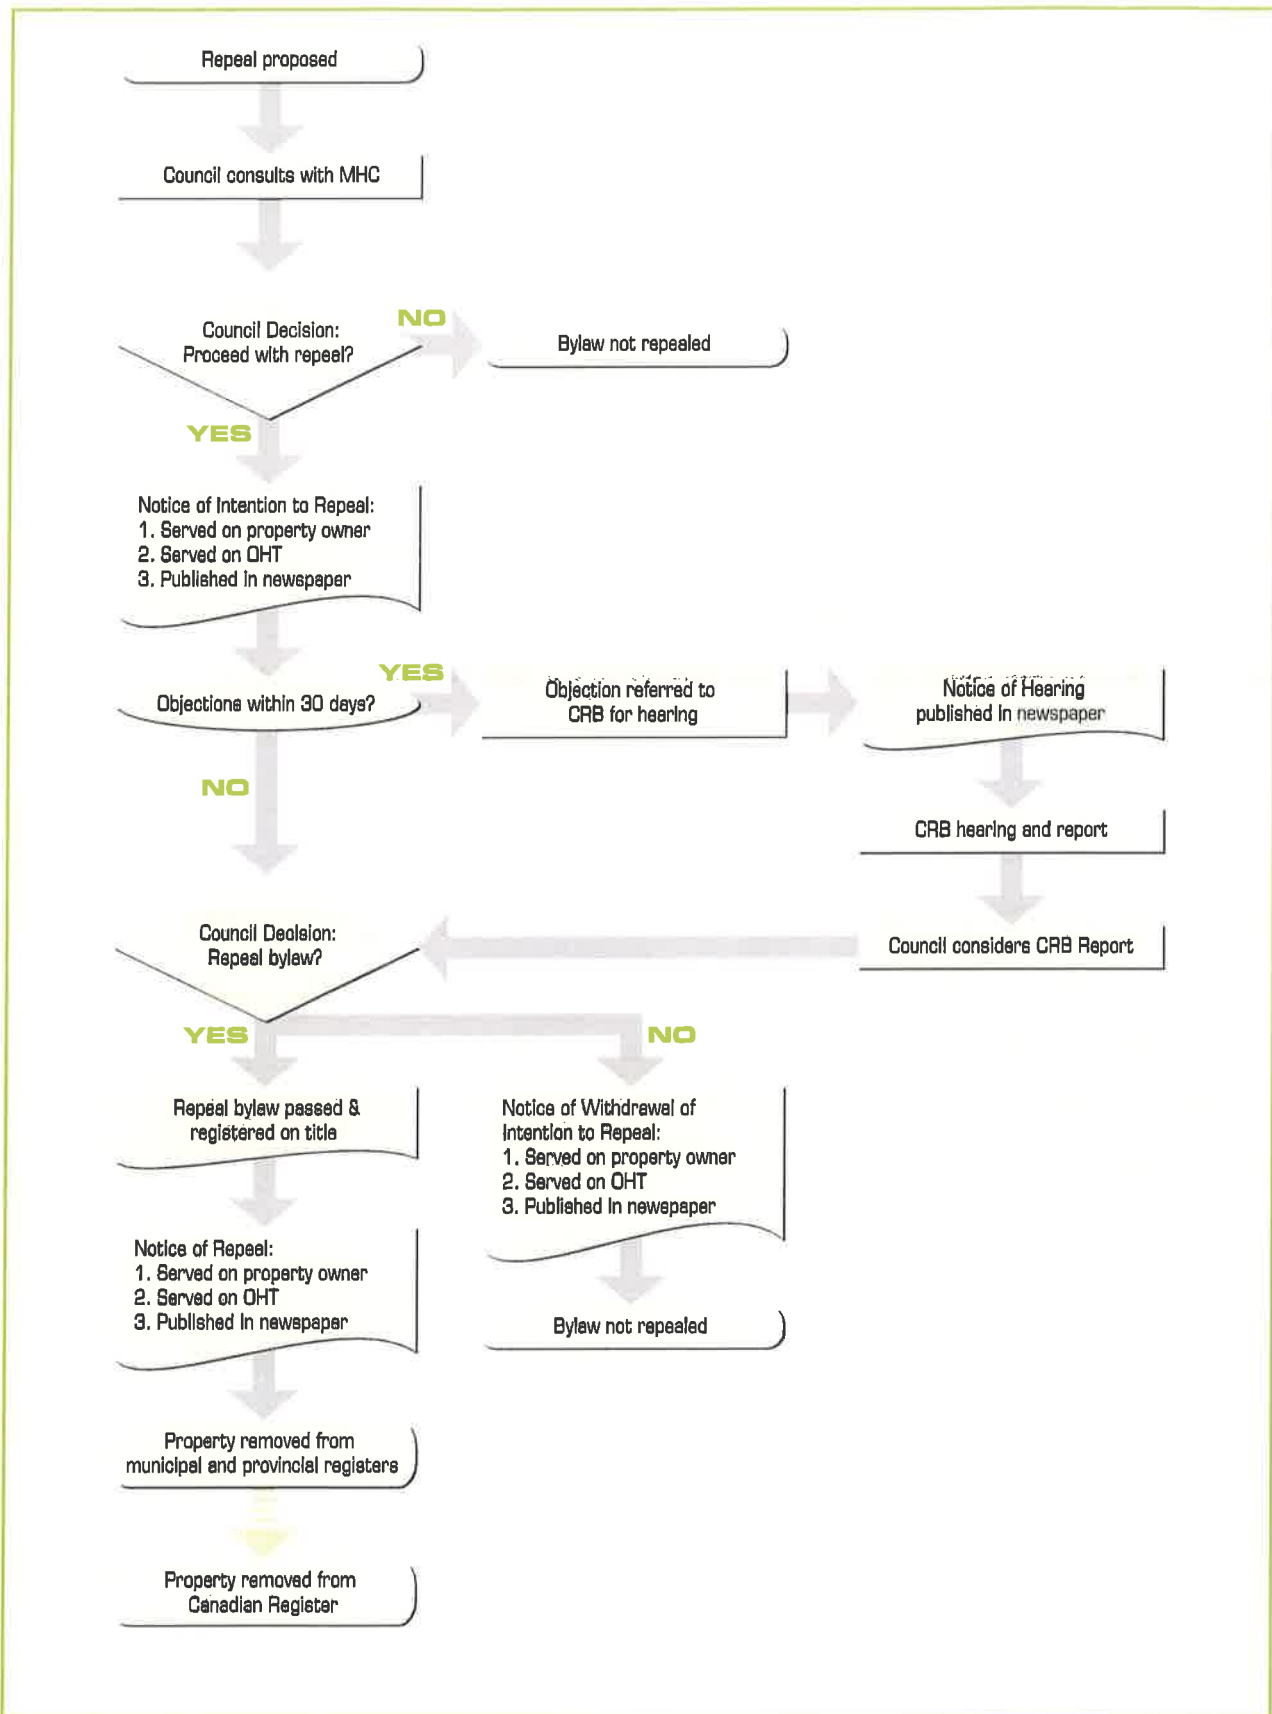 Repeal proposed
Council consults with MHC
Council Decision:
Proceed with repeal?
NO
Bylaw not repealed
YES
Notice of Intention to Repeal:
1. Served on property owner
2. Served on OHT
3. Published in newspaper
Objections within 30 days?
YES
Objection referred to
CRB for hearing
Notice of Hearing
published in newspaper
NO
CRB hearing and report
Council considers CRB Report
Council Decision:
Repeal bylaw?
YES
NO
Repeal bylaw passed &
registered on title
Notice of Withdrawal of
Intention to Repeal:
1. Served on property owner
2. Served on OHT
3. Published in newspaper
Notice of Repeal:
1. Served on property owner
2. Served on OHT
3. Published in newspaper
Bylaw not repealed
Property removed from
municipal and provincial registers
Property removed from
Canadian Register